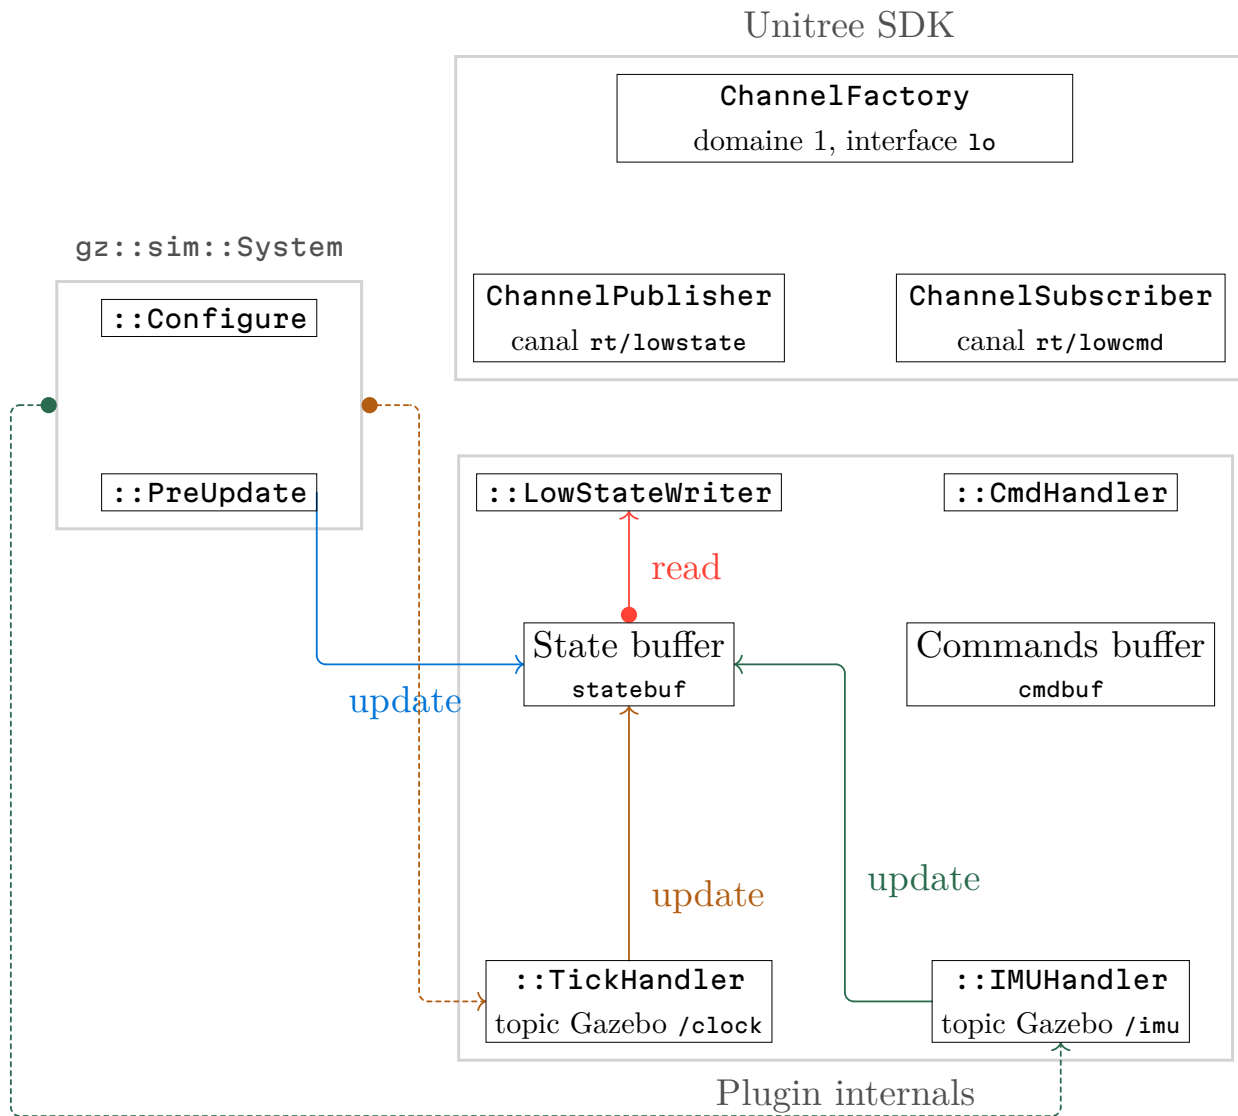 Unitree SDK
ChannelFactory
domaine 1, interface lo
gz::sim::System
ChannelPublisher
canal rt/lowstate
ChannelSubscriber
canal rt/lowcmd
::Configure
::PreUpdate
::LowStateWriter
::CmdHandler
read
State buffer
statebuf
Commands buffer
cmdbuf
update
update
update
::TickHandler
topic Gazebo /clock
::IMUHandler
topic Gazebo /imu
Plugin internals